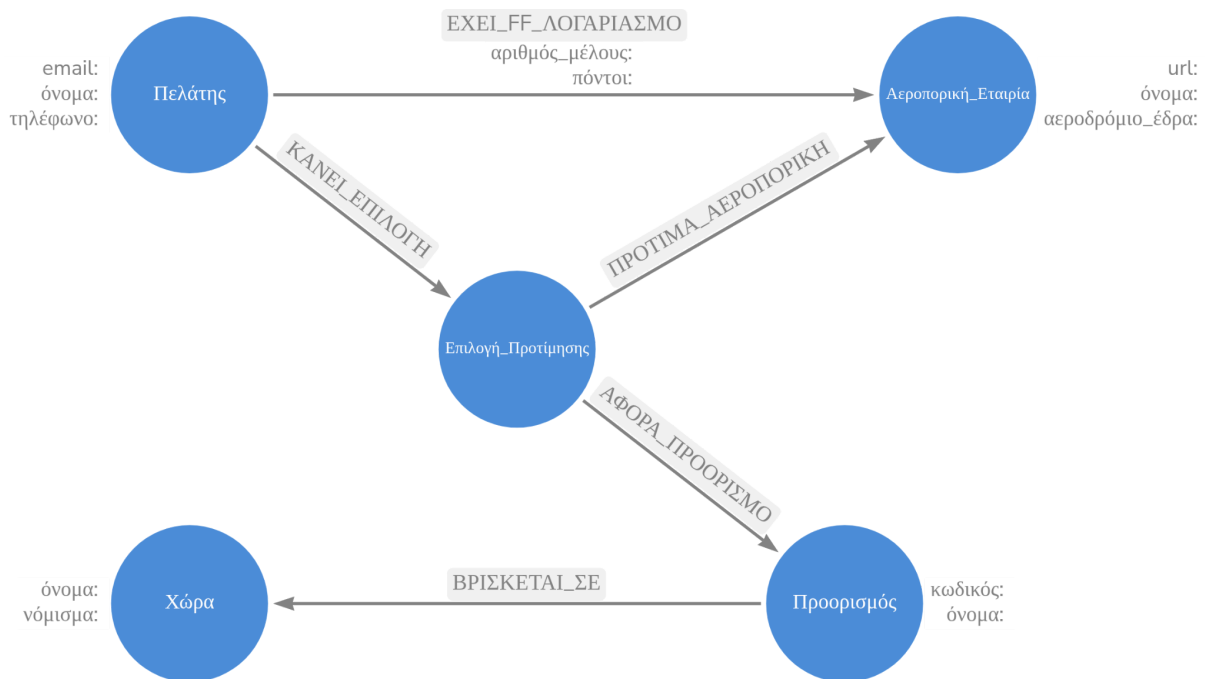 ΕΧΕΙ_FF_ΛΟΓΑΡΙΑΣΜΟ
αριθμός_μέλους:
πόντοι:
email:
όνομα:
τηλέφωνο:
Πελάτης
Αεροπορική_Εταιρία
url:
όνομα:
αεροδρόμιο_έδρα:
ΚΑΝΕΙ_ΕΠΙΛΟΓΗ
ΠΡΟΤΙΜΑ_ΑΕΡΟΠΟΡΙΚΗ
Επιλογή_Προτίμησης
ΑΦΟΡΑ_ΠΡΟΟΡΙΣΜΟ
όνομα:
νόμισμα:
Χώρα
ΒΡΙΣΚΕΤΑΙ_ΣΕ
Προορισμός
κωδικός:
όνομα: